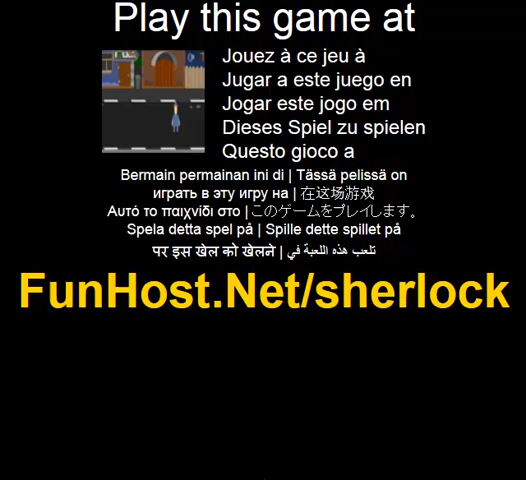 Play this game at
Jouez à ce jeu à
Jugar a este juego en
Jogar este jogo em
Dieses Spiel zu spielen
Questo gioco a
Bermain permainan ini di | Tässä pelissä on
играть в эту игру на | 在这场游戏
Αυτό το παιχνίδι στο | このゲームをプレイします。
Spela detta spel på | Spille dette spillet på
पर इस खेल को खेलने | تلعب هذه اللعبة في
FunHost.Net/sherlock